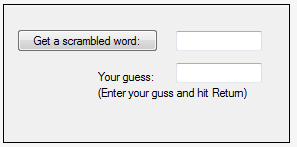 Get a scrambled word:
Your guess:
(Enter your guss and hit Return)